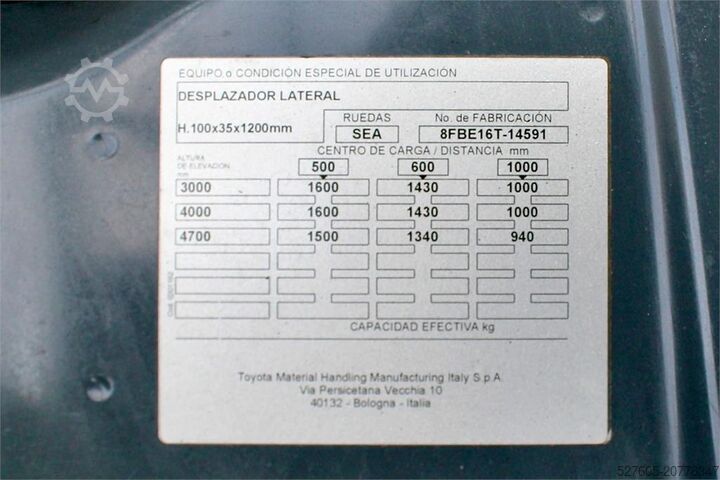 EQUIPO o CONDICIÓN ESPECIAL DE UTILIZACIÓN
DESPLAZADOR LATERAL
H.100x35x1200mm
RUEDAS No. de FABRICACIÓN
SEA 8FBE16T-14591
CENTRO DE CARGA / DISTANCIA mm
ALTURA
DE ELEVACIÓN
mm
500 600 1000
3000 1600 1430 1000
4000 1600 1430 1000
4700 1500 1340 940
CAPACIDAD EFECTIVA kg
Toyota Material Handling Manufacturing Italy S.p.A.
Via Persicetana Vecchia 10
40132 - Bologna - Italia
527605-20778347